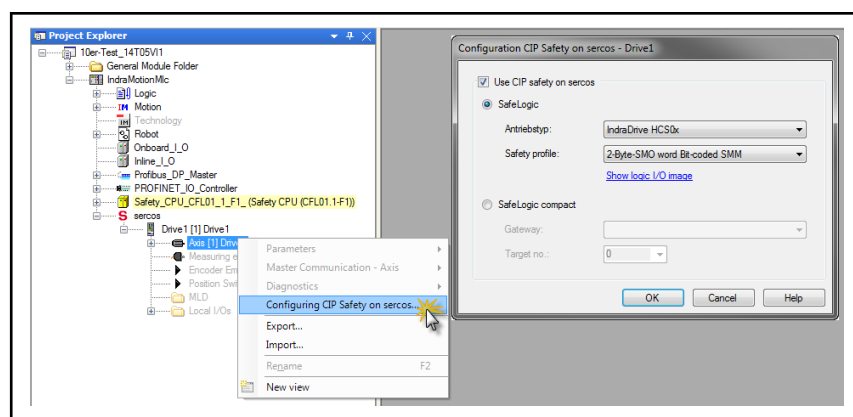 Project Explorer
10er-Test_14T05VI1
General Module Folder
IndraMotionMlc
Logic
IM Motion
IM Technology
Robot
Onboard_I_O
Inline_I_O
Profibus_DP_Master
PROFINET_IO_Controller
Safety_CPU_CFL01_1_F1_ (Safety CPU (CFL01.1-F1))
S sercos
Drive1 [1] Drive1
Axis [1] Driv
Measuring e
Encoder Em
Position Swi
MLD
Local I/Os
Parameters
Master Communication - Axis
Diagnostics
Configuring CIP Safety on sercos...
Export...
Import...
Rename F2
New view
Configuration CIP Safety on sercos - Drive1
Use CIP safety on sercos
SafeLogic
Antriebstyp: IndraDrive HCS0x
Safety profile: 2-Byte-SMO word Bit-coded SMM
Show logic I/O image
SafeLogic compact
Gateway:
Target no.: 0
OK Cancel Help